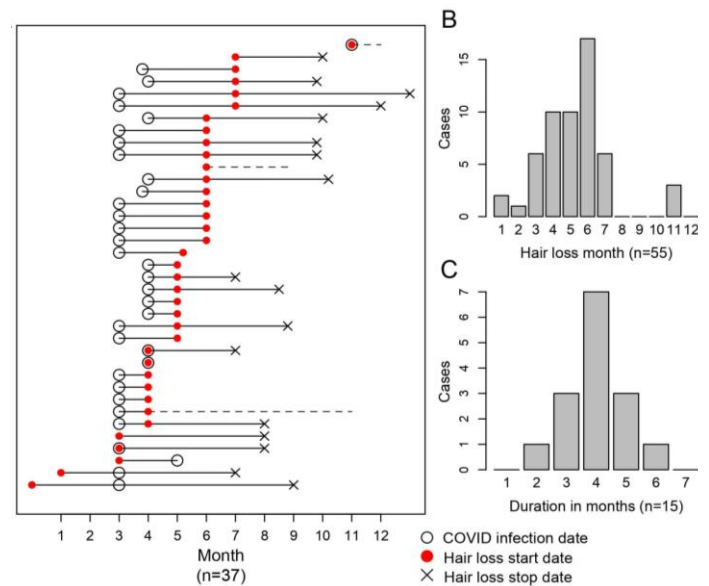 1 2 3 4 5 6 7 8 9 10 11 12
Month
(n=37)
B
Cases
15
10
5
0
1 2 3 4 5 6 7 8 9 10 11 12
Hair loss month (n=55)
C
Cases
7
6
5
4
3
2
1
0
1 2 3 4 5 6 7
Duration in months (n=15)
COVID infection date
Hair loss start date
Hair loss stop date